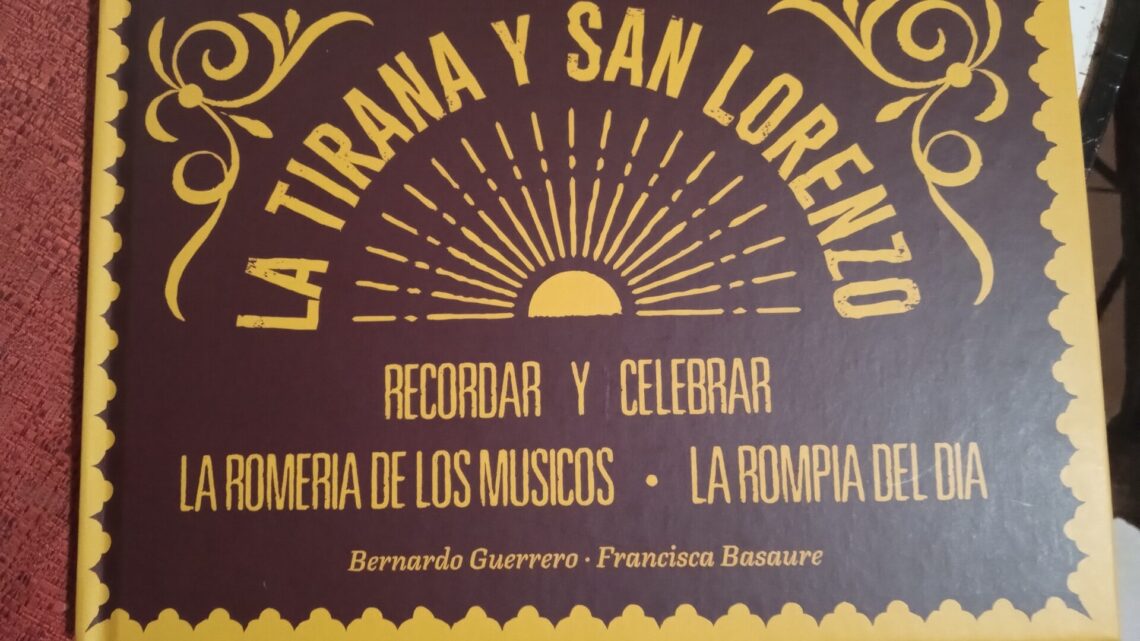 LA TIRANA Y SAN LORENZO
RECORDAR Y CELEBRAR
LA ROMERIA DE LOS MUSICOS · LA ROMPIA DEL DIA
Bernardo Guerrero · Francisca Basaure